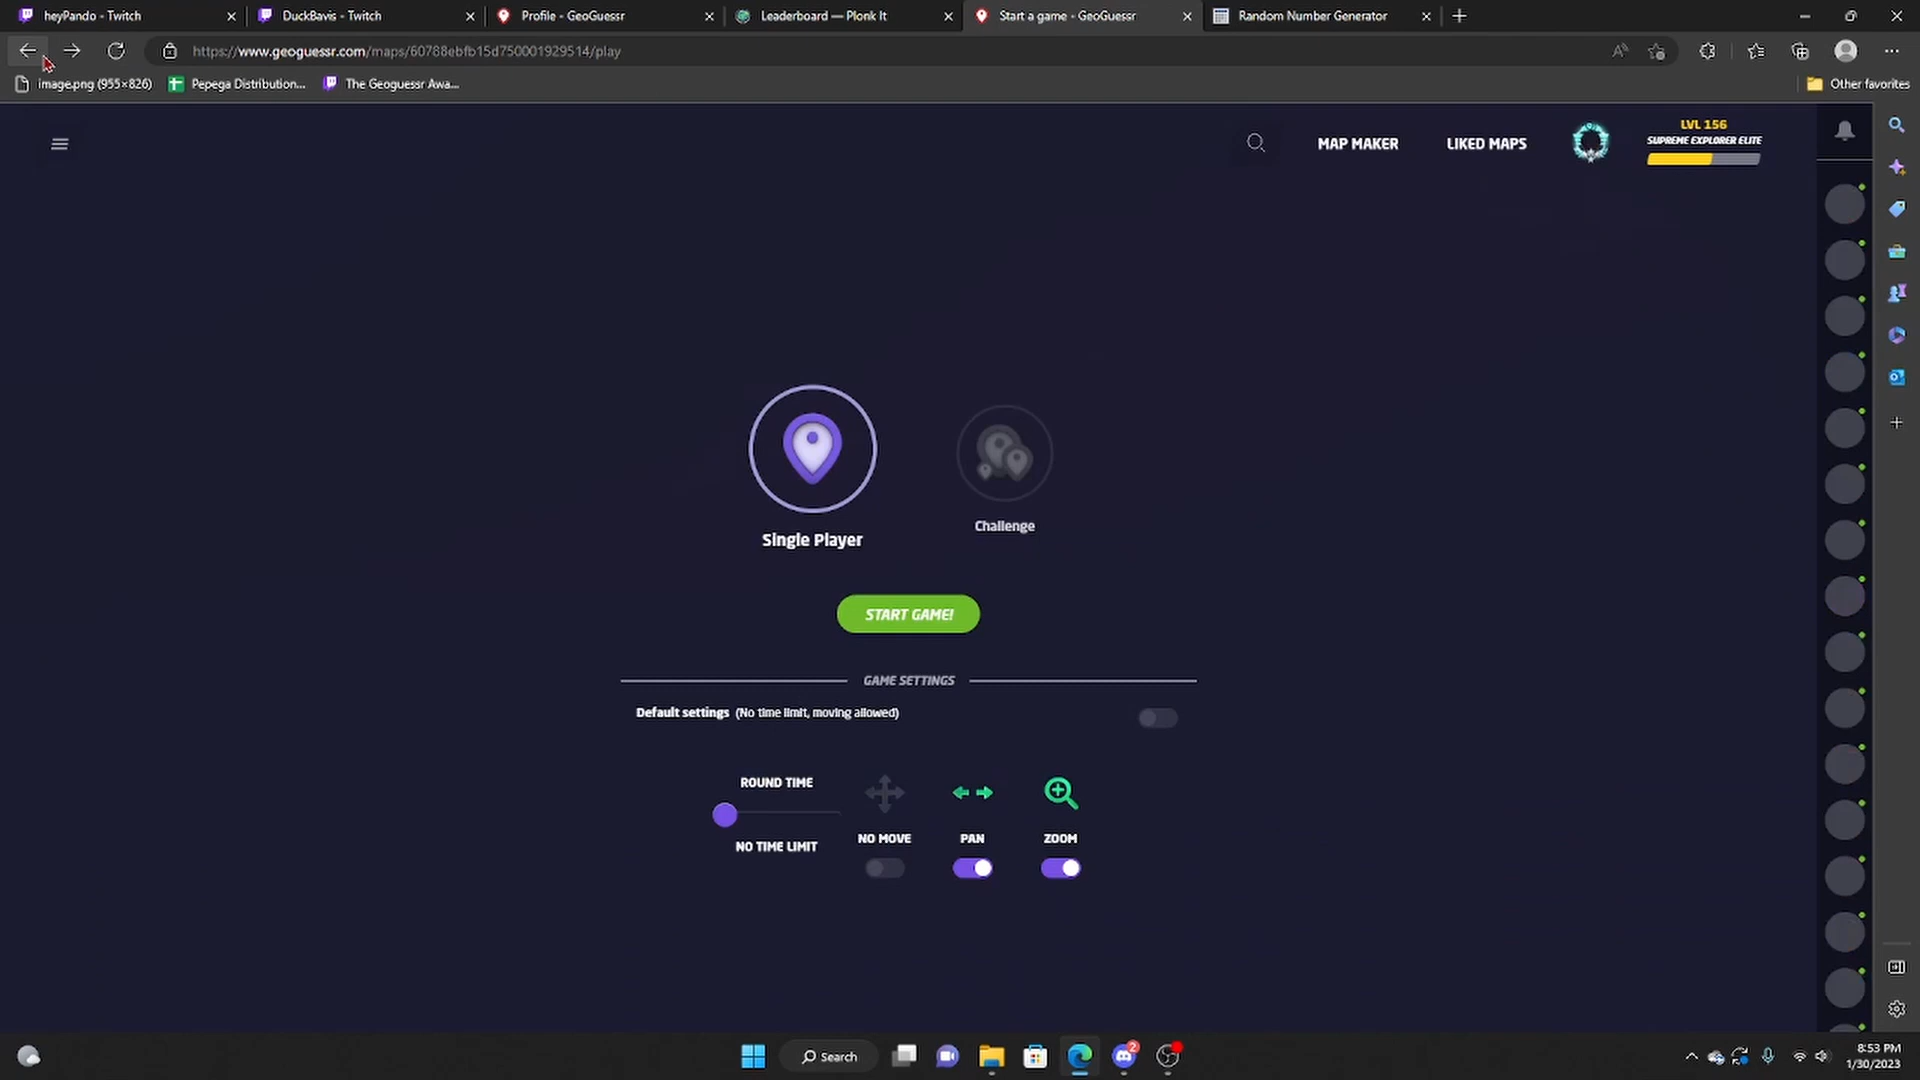 heyPando - Twitch
DuckBavis - Twitch
Profile - GeoGuessr
Leaderboard — Plonk It
Start a game - GeoGuessr
Random Number Generator
https://www.geoguessr.com/maps/60788ebfb15d750001929514/play
image.png (955×826)
Pepega Distribution...
The Geoguessr Awa...
Other favorites
MAP MAKER
LIKED MAPS
LVL 156
SUPREME EXPLORER ELITE
Single Player
Challenge
START GAME!
GAME SETTINGS
Default settings (No time limit, moving allowed)
ROUND TIME
NO TIME LIMIT
NO MOVE
PAN
ZOOM
Search
2
8:53 PM
1/30/2023